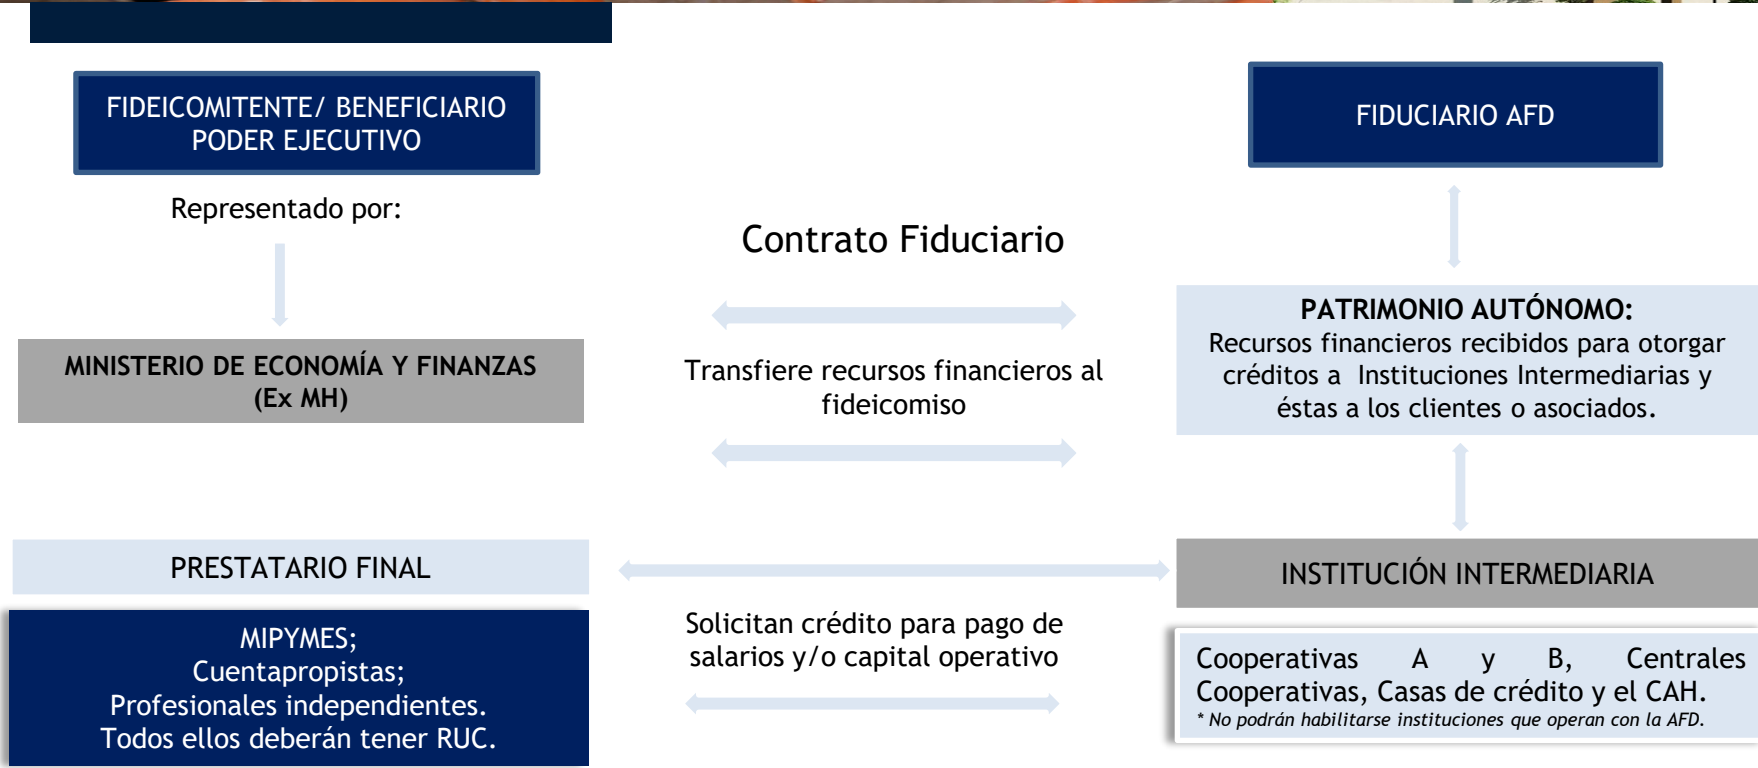 FIDEICOMITENTE/ BENEFICIARIO
PODER EJECUTIVO
Representado por:
MINISTERIO DE ECONOMÍA Y FINANZAS
(Ex MH)
Contrato Fiduciario
Transfiere recursos financieros al
fideicomiso
FIDUCIARIO AFD
PATRIMONIO AUTÓNOMO:
Recursos financieros recibidos para otorgar
créditos a Instituciones Intermediarias y
éstas a los clientes o asociados.
PRESTATARIO FINAL
MIPYMES;
Cuentapropistas;
Profesionales independientes.
Todos ellos deberán tener RUC.
Solicitan crédito para pago de
salarios y/o capital operativo
INSTITUCIÓN INTERMEDIARIA
Cooperativas A y B, Centrales
Cooperativas, Casas de crédito y el CAH.
* No podrán habilitarse instituciones que operan con la AFD.